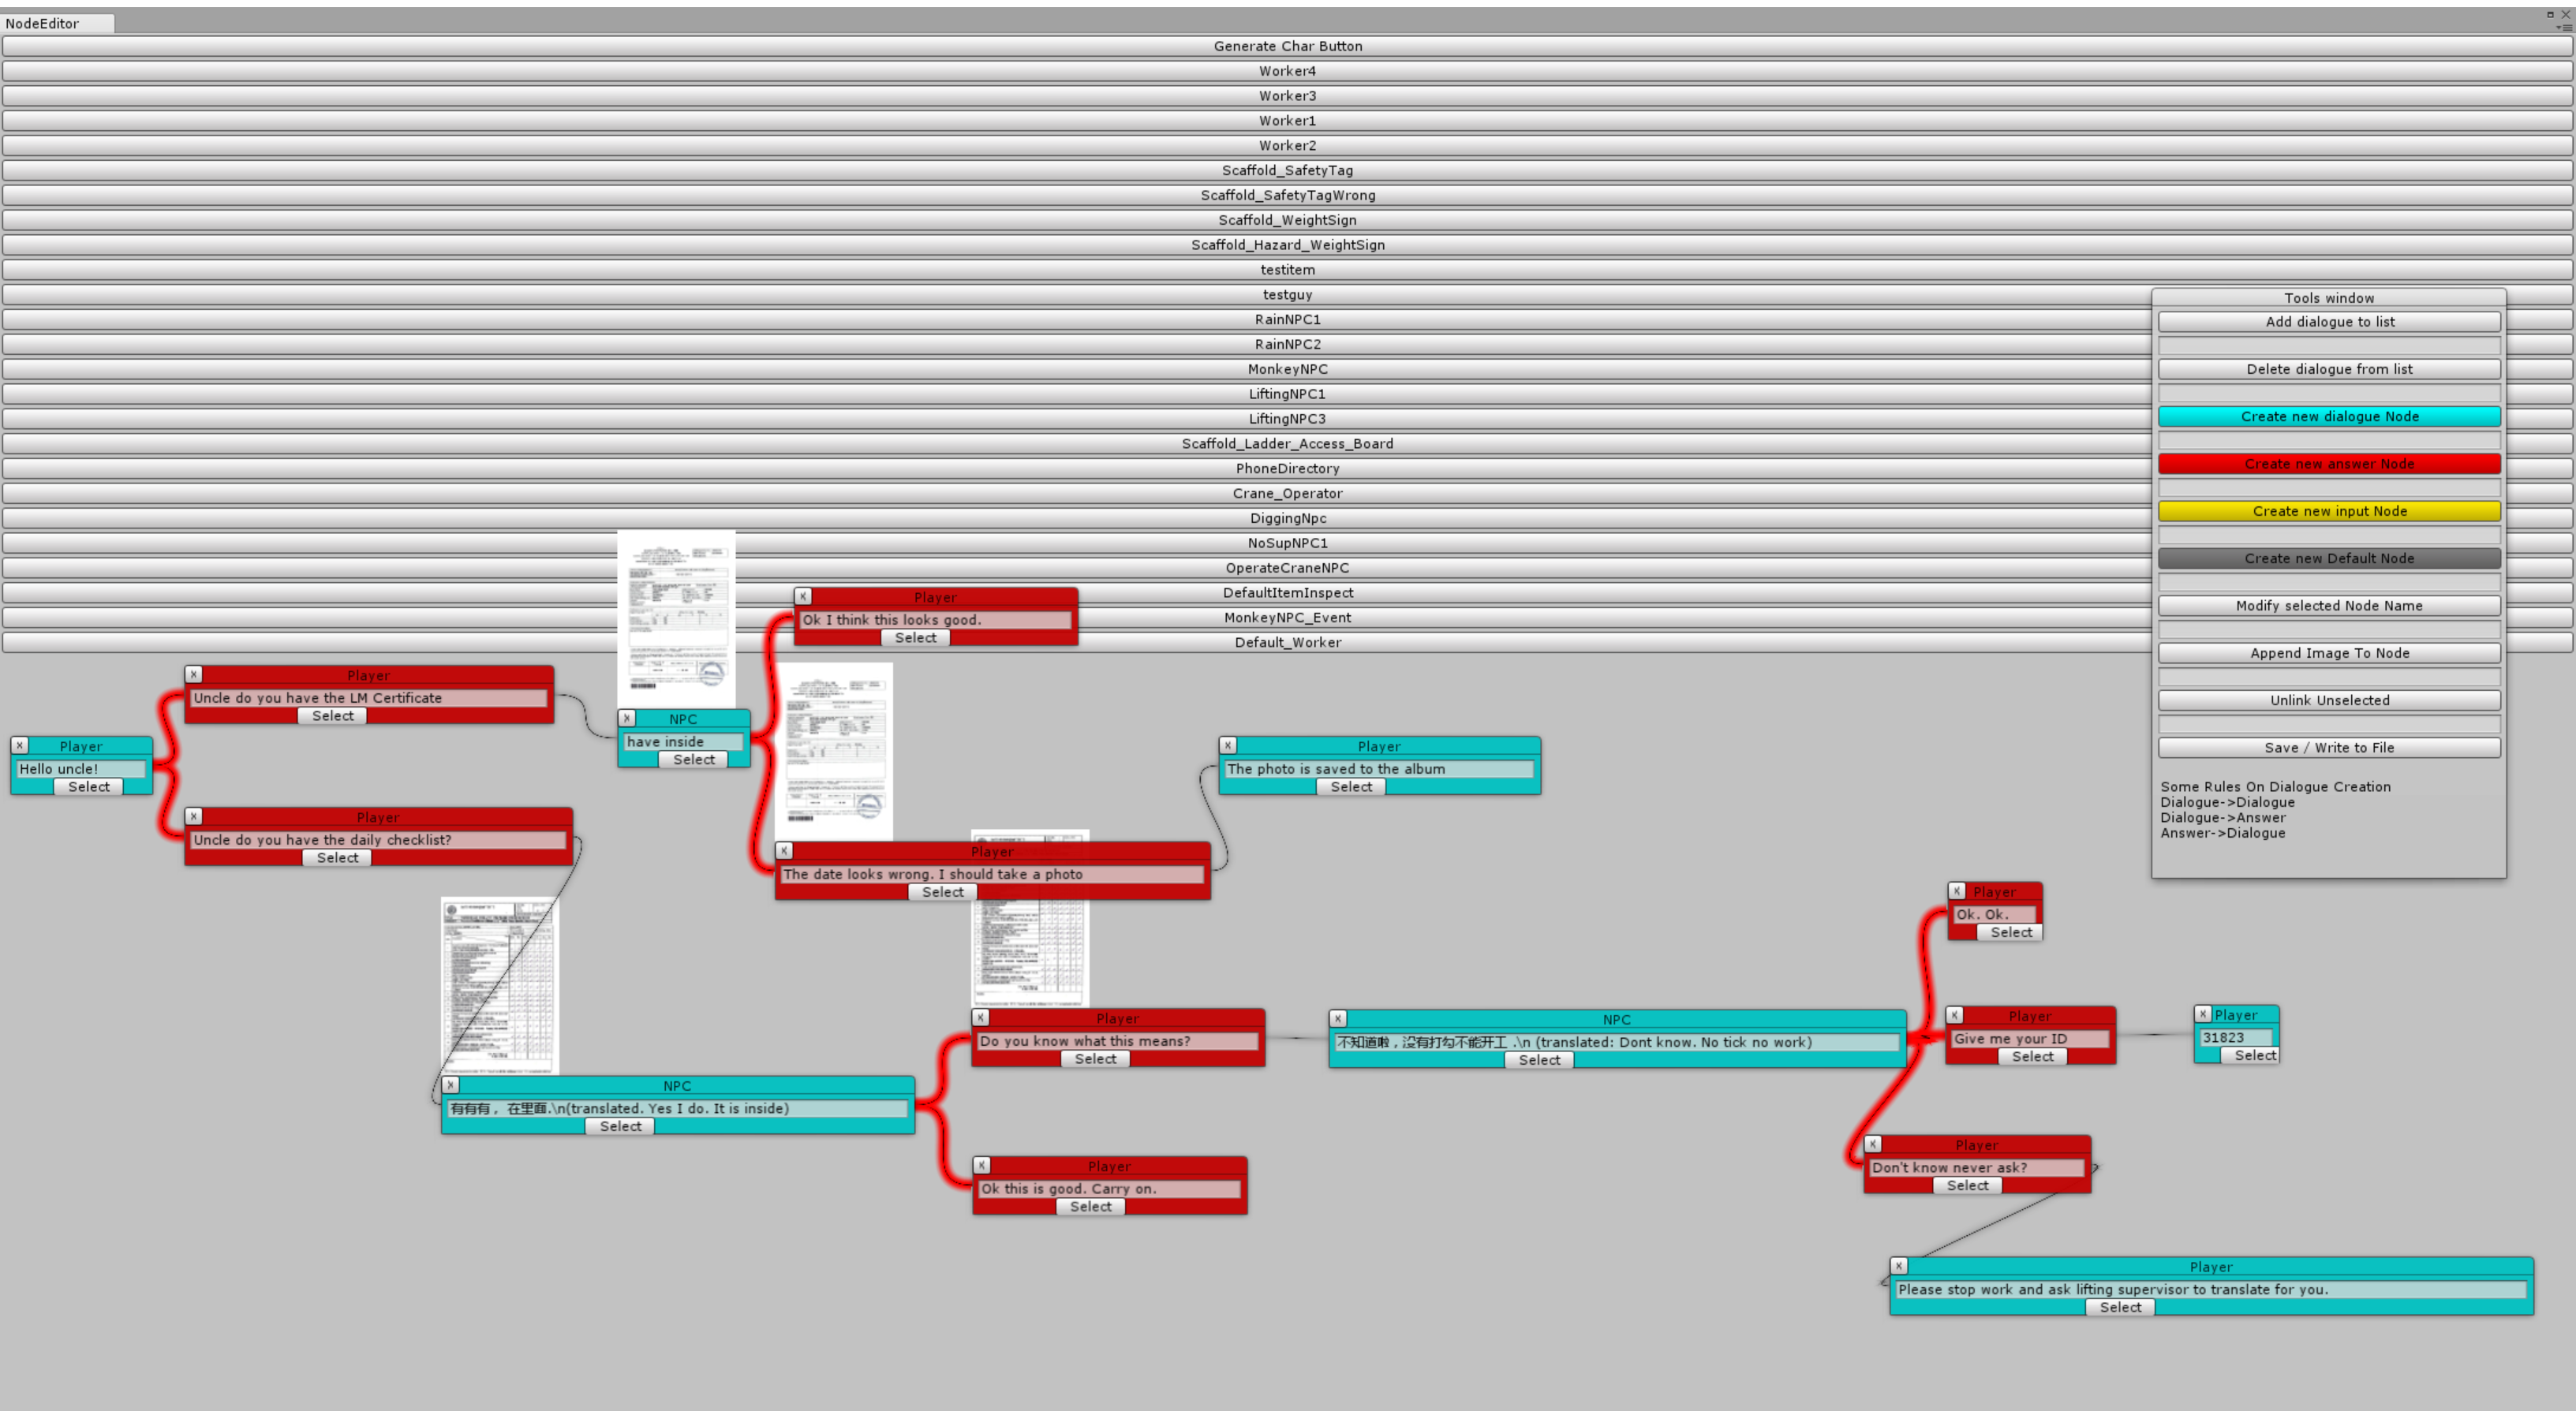 NodeEditor
Generate Char Button
Worker4
Worker3
Worker1
Worker2
Scaffold_SafetyTag
Scaffold_SafetyTagWrong
Scaffold_WeightSign
Scaffold_Hazard_WeightSign
testitem
testguy
RainNPC1
RainNPC2
MonkeyNPC
LiftingNPC1
LiftingNPC3
Scaffold_Ladder_Access_Board
PhoneDirectory
Crane_Operator
DiggingNpc
NoSupNPC1
OperateCraneNPC
DefaultItemInspect
MonkeyNPC_Event
Default_Worker
Tools window
Add dialogue to list
Delete dialogue from list
Create new dialogue Node
Create new answer Node
Create new input Node
Create new Default Node
Modify selected Node Name
Append Image To Node
Unlink Unselected
Save / Write to File
Some Rules On Dialogue Creation
Dialogue->Dialogue
Dialogue->Answer
Answer->Dialogue
Player
Hello uncle!
Select
Player
Uncle do you have the LM Certificate
Select
Player
Uncle do you have the daily checklist?
Select
NPC
have inside
Select
Player
Ok I think this looks good.
Select
Player
The date looks wrong. I should take a photo
Select
Player
The photo is saved to the album
Select
NPC
有有有，在里面.\n(translated. Yes I do. It is inside)
Select
Player
Do you know what this means?
Select
Player
Ok this is good. Carry on.
Select
NPC
不知道啦，没有打勾不能开工 .\n (translated: Dont know. No tick no work)
Select
Player
Ok. Ok.
Select
Player
Give me your ID
Select
Player
31823
Select
Player
Don't know never ask?
Select
Player
Please stop work and ask lifting supervisor to translate for you.
Select